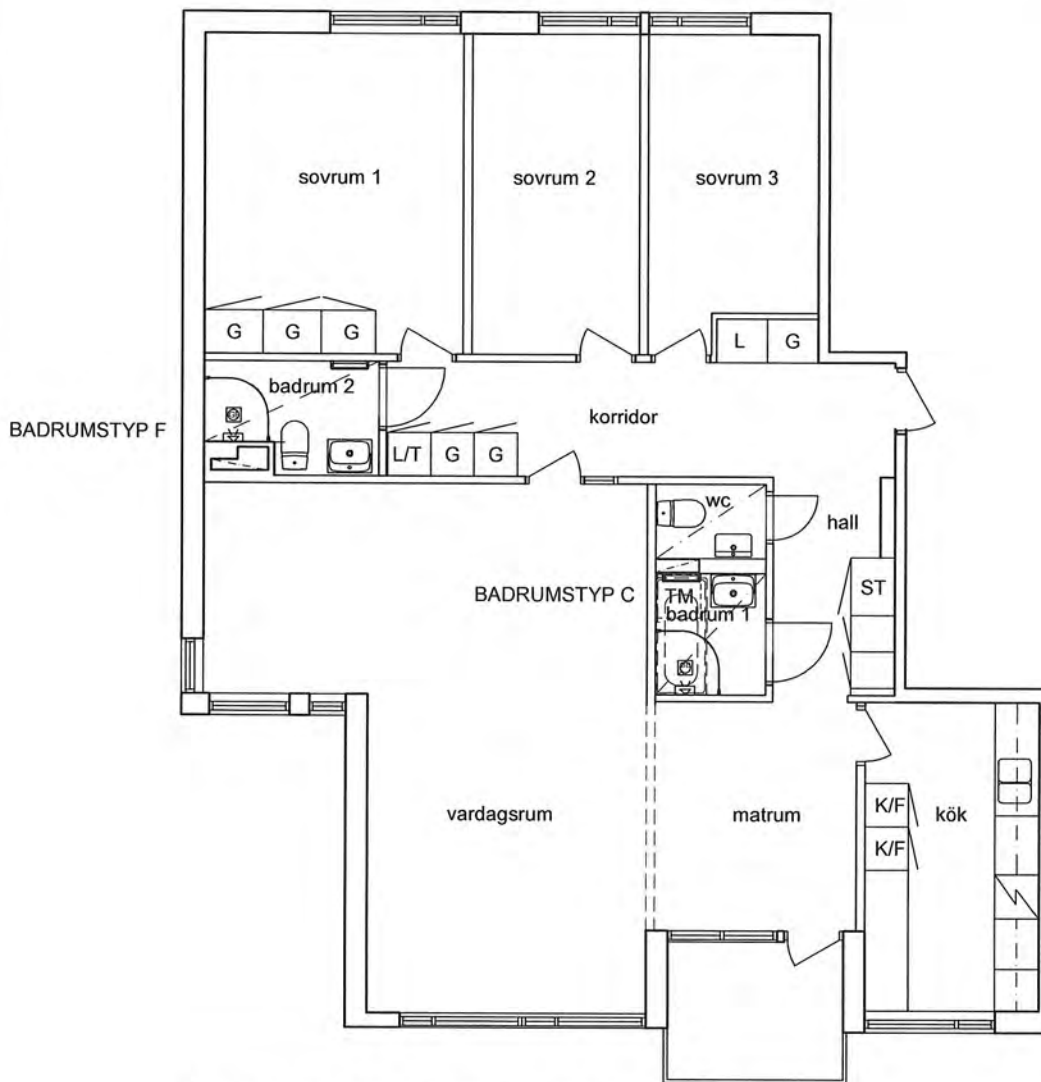 sovrum 1
sovrum 2
sovrum 3
G
G
G
L
G
badrum 2
korridor
BADRUMSTYP F
L/T
G
G
wc
hall
BADRUMSTYP C
TM
badrum 1
ST
vardagsrum
matrum
K/F
kök
K/F